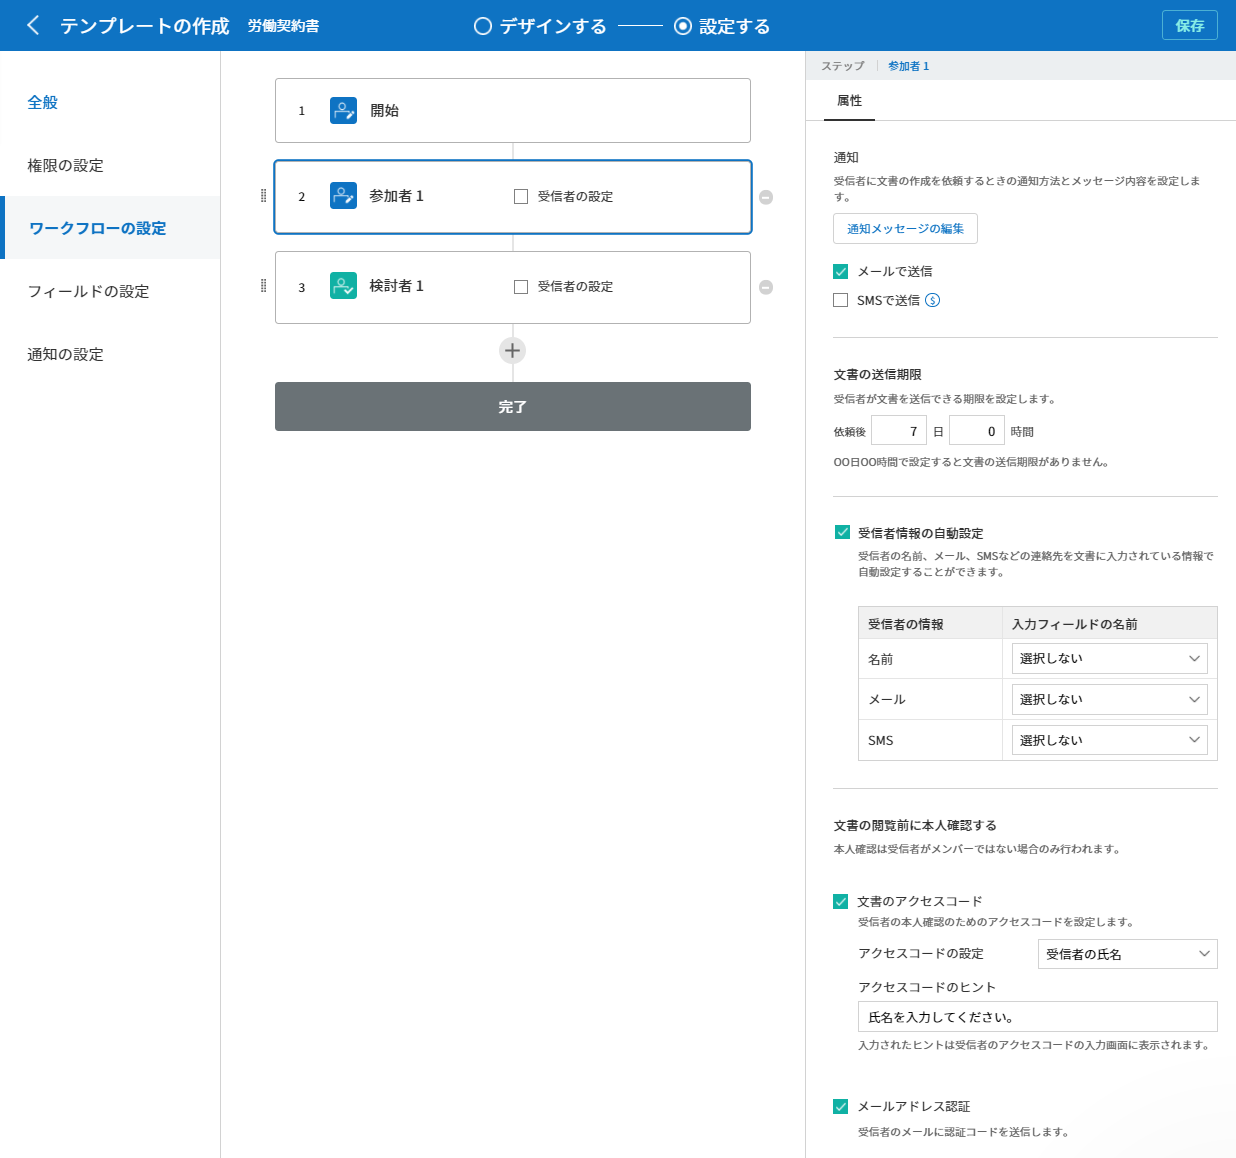 テンプレートの作成 労働契約書 デザインする 設定する 保存
全般
権限の設定
ワークフローの設定
フィールドの設定
通知の設定
1 開始
2 参加者 1 受信者の設定
3 検討者 1 受信者の設定
完了
ステップ 参加者 1
属性
通知
受信者に文書の作成を依頼するときの通知方法とメッセージ内容を設定しま
す。
通知メッセージの編集
メールで送信
SMSで送信 $
文書の送信期限
受信者が文書を送信できる期限を設定します。
依頼後 7 日 0 時間
00日00時間で設定すると文書の送信期限がありません。
受信者情報の自動設定
受信者の名前、メール、SMSなどの連絡先を文書に入力されている情報で
自動設定することができます。
受信者の情報 入力フィールドの名前
名前 選択しない
メール 選択しない
SMS 選択しない
文書の閲覧前に本人確認する
本人確認は受信者がメンバーではない場合のみ行われます。
文書のアクセスコード
受信者の本人確認のためのアクセスコードを設定します。
アクセスコードの設定 受信者の氏名
アクセスコードのヒント
氏名を入力してください。
入力されたヒントは受信者のアクセスコードの入力画面に表示されます。
メールアドレス認証
受信者のメールに認証コードを送信します。